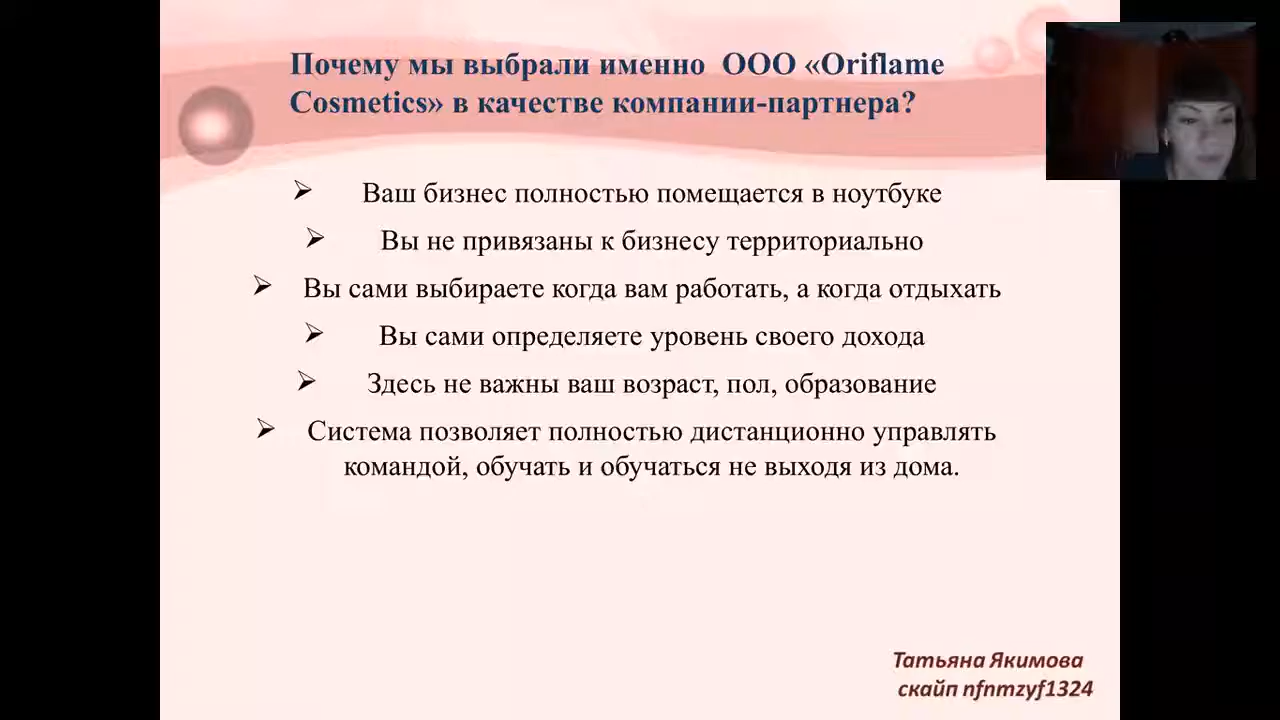 Почему мы выбрали именно ООО «Oriflame
Cosmetics» в качестве компании-партнера?
➢ Ваш бизнес полностью помещается в ноутбуке
➢ Вы не привязаны к бизнесу территориально
➢ Вы сами выбираете когда вам работать, а когда отдыхать
➢ Вы сами определяете уровень своего дохода
➢ Здесь не важны ваш возраст, пол, образование
➢ Система позволяет полностью дистанционно управлять
командой, обучать и обучаться не выходя из дома.
Татьяна Якимова
скайп nfnmzyf1324